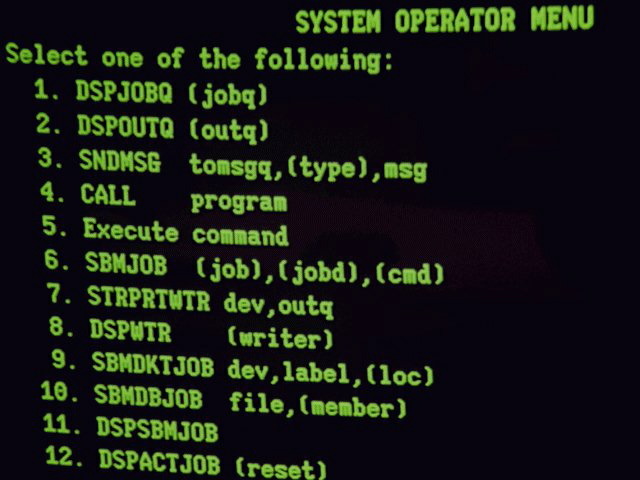 SYSTEM OPERATOR MENU
Select one of the following:
1. DSPJOBQ (jobq)
2. DSPOUTQ (outq)
3. SNDMSG tomsgq,(type),msg
4. CALL program
5. Execute command
6. SBMJOB (job),(jobd),(cmd)
7. STRPRTWTR dev,outq
8. DSPWTR (writer)
9. SBMDKTJOB dev,label,(loc)
10. SBMDBJOB file,(member)
11. DSPSBMJOB
12. DSPACTJOB (reset)